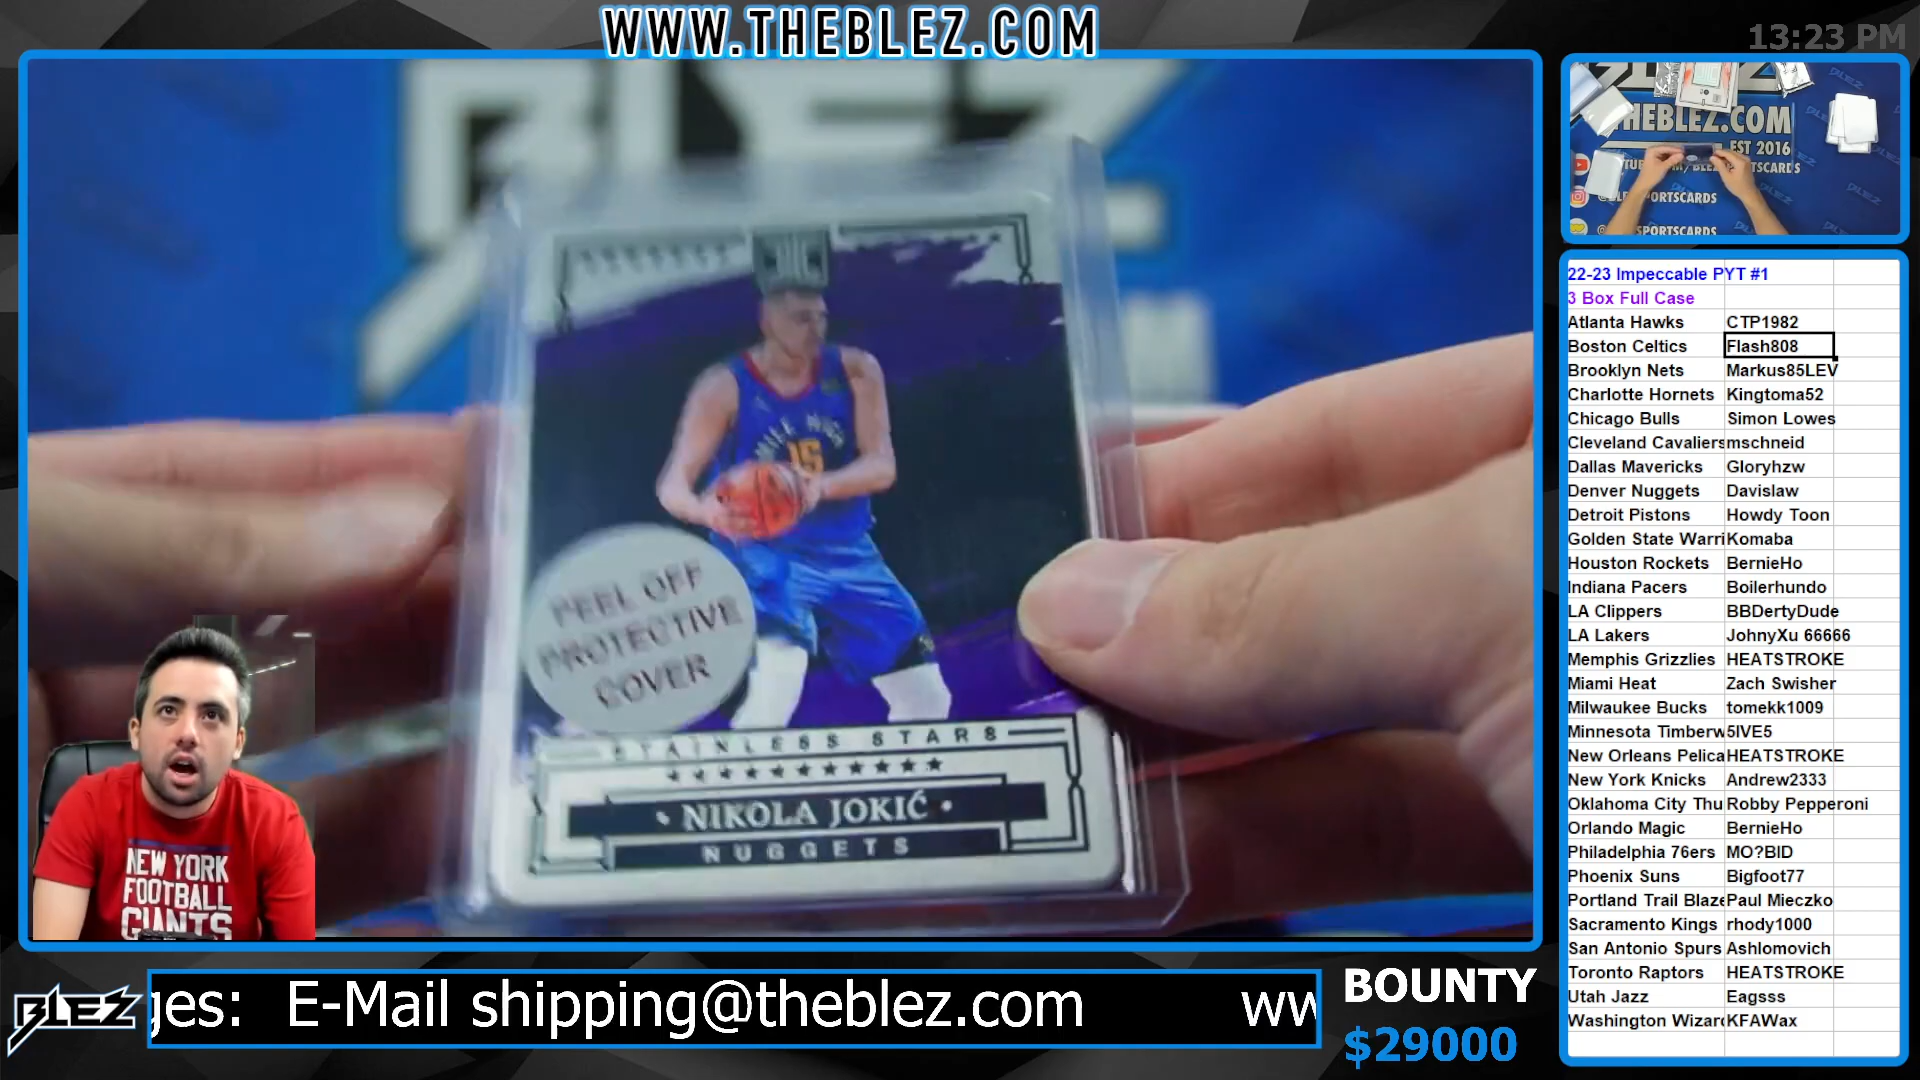 WWW.THEBLEZ.COM
13:23 PM
BLEZ
PEEL OFF
PROTECTIVE
COVER
STAINLESS STARS
NIKOLA JOKIĆ
NUGGETS
15
NEW YORK
FOOTBALL
GIANTS
THEBLEZ.COM
EST 2016
22-23 Impeccable PYT #1
3 Box Full Case
Atlanta Hawks CTP1982
Boston Celtics Flash808
Brooklyn Nets Markus85LEV
Charlotte Hornets Kingtoma52
Chicago Bulls Simon Lowes
Cleveland Cavaliers mschneid
Dallas Mavericks Gloryhzw
Denver Nuggets Davislaw
Detroit Pistons Howdy Toon
Golden State Warri Komaba
Houston Rockets BernieHo
Indiana Pacers Boilerhundo
LA Clippers BBDertyDude
LA Lakers JohnyXu 66666
Memphis Grizzlies HEATSTROKE
Miami Heat Zach Swisher
Milwaukee Bucks tomekk1009
Minnesota Timberw 5IVE5
New Orleans Pelica HEATSTROKE
New York Knicks Andrew2333
Oklahoma City Thu Robby Pepperoni
Orlando Magic BernieHo
Philadelphia 76ers MO?BID
Phoenix Suns Bigfoot77
Portland Trail Blaze Paul Mieczko
Sacramento Kings rhody1000
San Antonio Spurs Ashlomovich
Toronto Raptors HEATSTROKE
Utah Jazz Eagsss
Washington Wizard KFAWax
BLEZ
ges: E-Mail shipping@theblez.com ww
BOUNTY
$29000